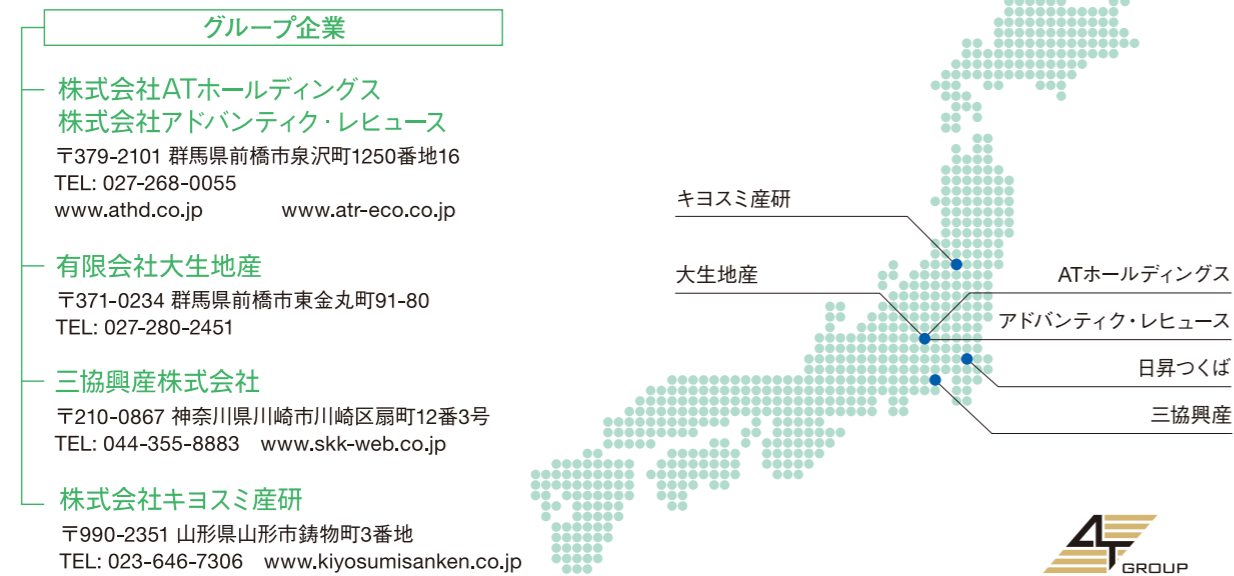 グループ企業
株式会社ATホールディングス
株式会社アドバンティク・レヒュース
〒379-2101 群馬県前橋市泉沢町1250番地16
TEL: 027-268-0055
www.athd.co.jp www.atr-eco.co.jp
有限会社大生地産
〒371-0234 群馬県前橋市東金丸町91-80
TEL: 027-280-2451
三協興産株式会社
〒210-0867 神奈川県川崎市川崎区扇町12番3号
TEL: 044-355-8883 www.skk-web.co.jp
株式会社キヨスミ産研
〒990-2351 山形県山形市鋳物町3番地
TEL: 023-646-7306 www.kiyosumisanken.co.jp
キヨスミ産研
大生地産
ATホールディングス
アドバンティク・レヒュース
日昇つくば
三協興産
AT GROUP